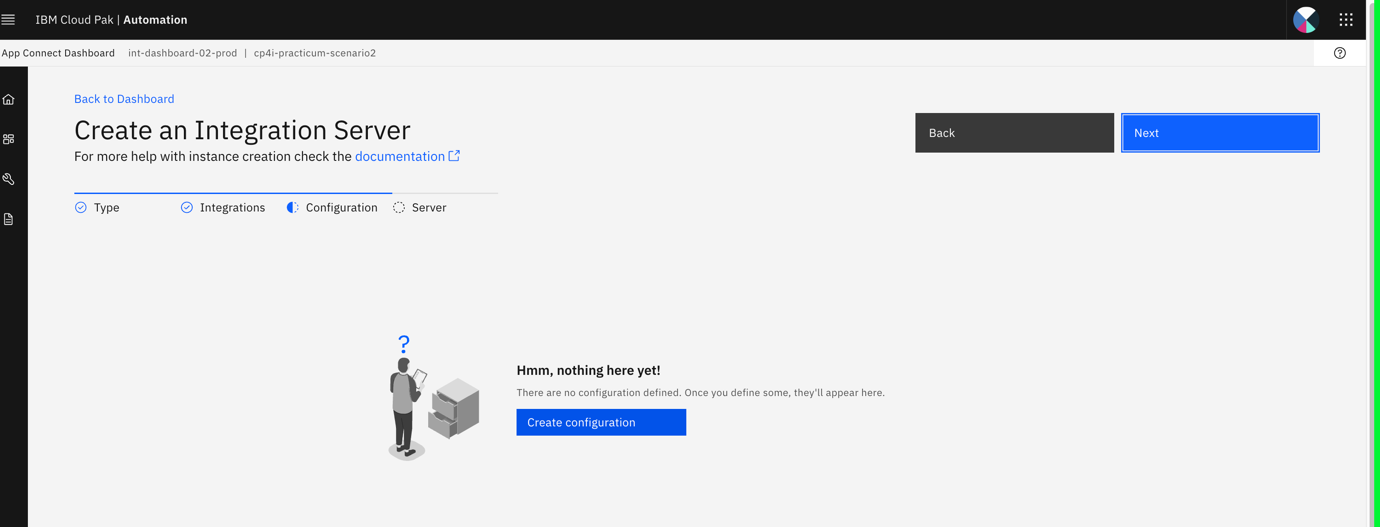 IBM Cloud Pak | Automation
App Connect Dashboard int-dashboard-02-prod | cp4i-practicum-scenario2
Back to Dashboard
Create an Integration Server
For more help with instance creation check the documentation
Back
Next
Type
Integrations
Configuration
Server
?
Hmm, nothing here yet!
There are no configuration defined. Once you define some, they'll appear here.
Create configuration